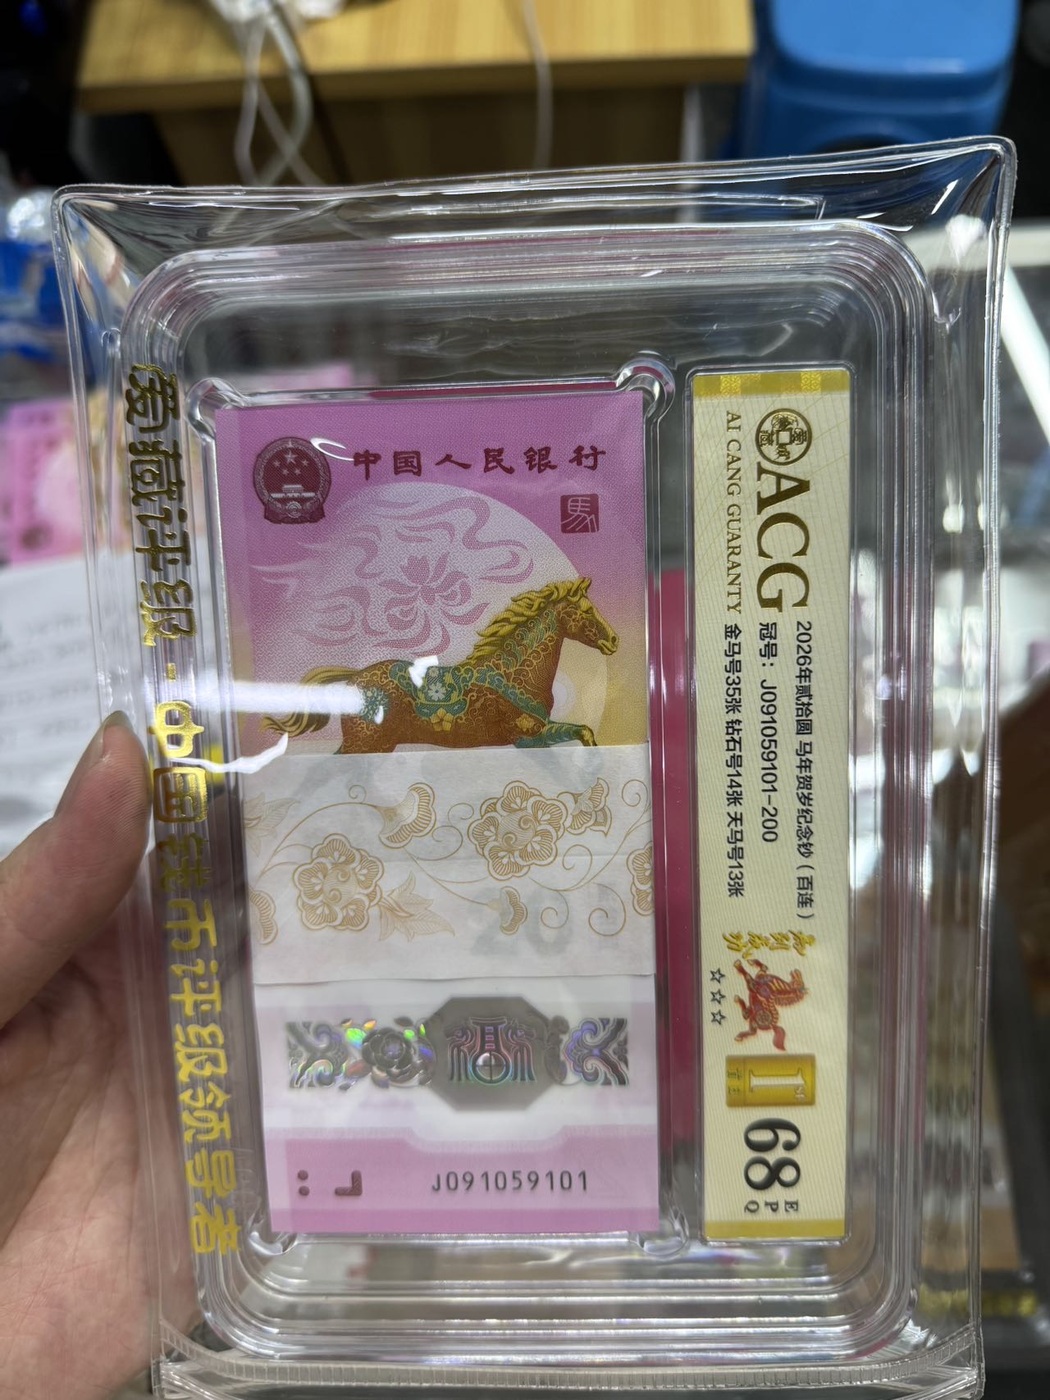 爱藏评级 - 中国钱币评级领导者
中国人民银行
馬
J091059101
ACG
AI CANG GUARANTY
2026年贰拾圆 马年贺岁纪念钞（百连）
冠号：J091059101-200
金马号35张 钻石号14张 天马号13张
☆☆☆
68
EPQ